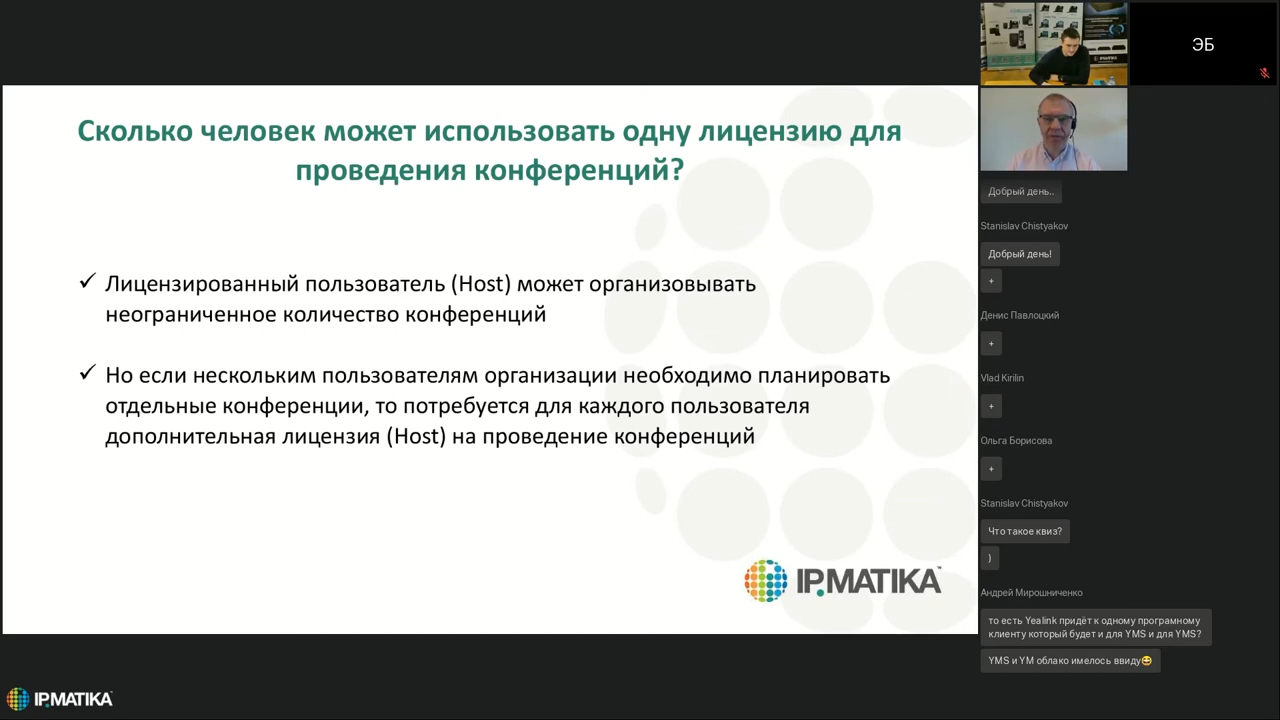 Сколько человек может использовать одну лицензию для
проведения конференций?
Лицензированный пользователь (Host) может организовывать
неограниченное количество конференций
Но если нескольким пользователям организации необходимо планировать
отдельные конференции, то потребуется для каждого пользователя
дополнительная лицензия (Host) на проведение конференций
IP.MATIKA™
IP.MATIKA
ЭБ
Добрый день..
Stanislav Chistyakov
Добрый день!
+
Денис Павлоцкий
+
Vlad Kirilin
+
Ольга Борисова
+
Stanislav Chistyakov
Что такое квиз?
)
Андрей Мирошниченко
то есть Yealink придёт к одному програмному
клиенту который будет и для YMS и для YMS?
YMS и YM облако имелось ввиду😂